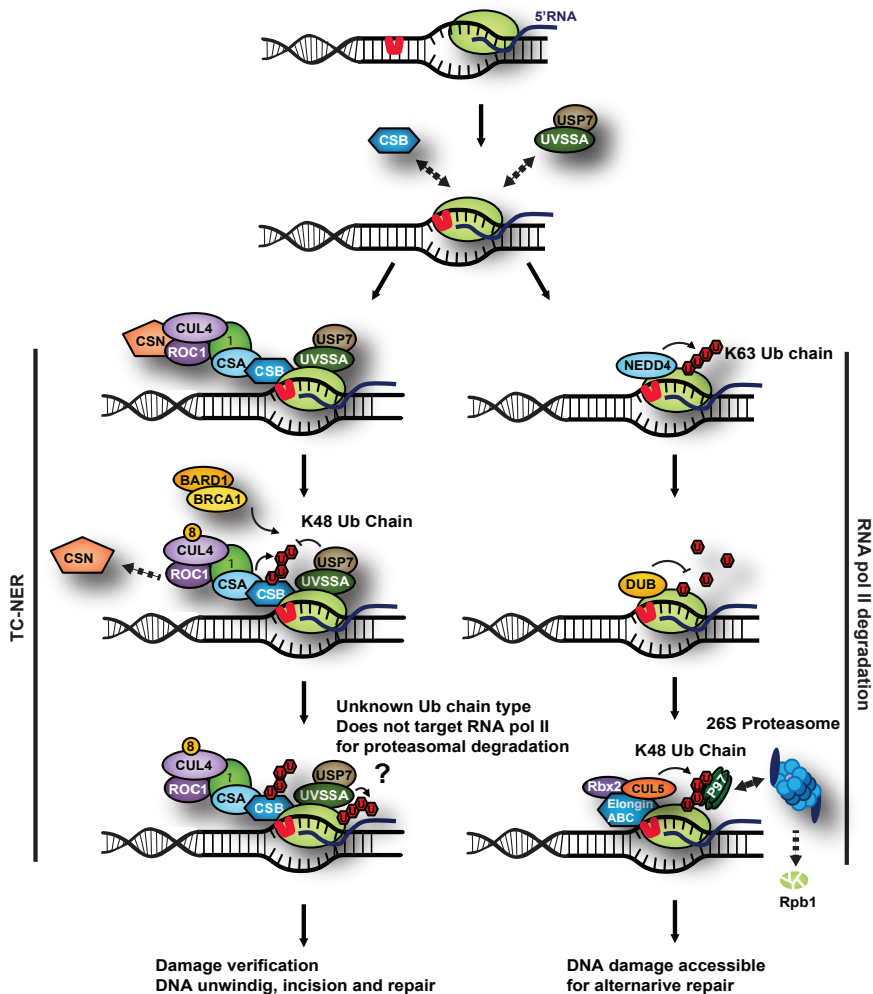 5'RNA
USP7
CSB
UVSSA
CSN
CUL4
ROC1
CSA
CSB
USP7
UVSSA
NEDD4
U U U U
K63 Ub chain
TC-NER
RNA pol II degradation
BARD1
BRCA1
K48 Ub Chain
CSN
8
CUL4
ROC1
1
CSA
CSB
U U U U
USP7
UVSSA
DUB
U
U
U
U
Unknown Ub chain type
Does not target RNA pol II
for proteasomal degradation
26S Proteasome
K48 Ub Chain
8
CUL4
ROC1
CSA
CSB
U U U U
USP7
UVSSA
?
U U U U
Rbx2
CUL5
Elongin
ABC
U U U U
P97
Rpb1
Damage verification
DNA unwindig, incision and repair
DNA damage accessible
for alternarive repair